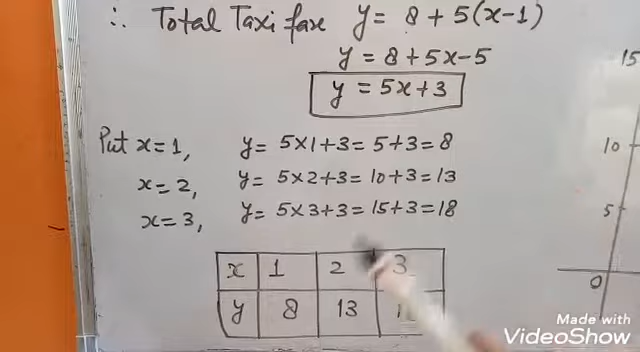 ∴ Total Taxi fare y = 8 + 5(x-1)
y = 8+5x-5
y = 5x+3
Put x=1, y= 5×1+3= 5+3= 8
x=2, y= 5×2+3= 10+3=13
x=3, y= 5×3+3= 15+3=18
x 1 2 3
y 8 13
15
10
5
0
Made with
VideoShow